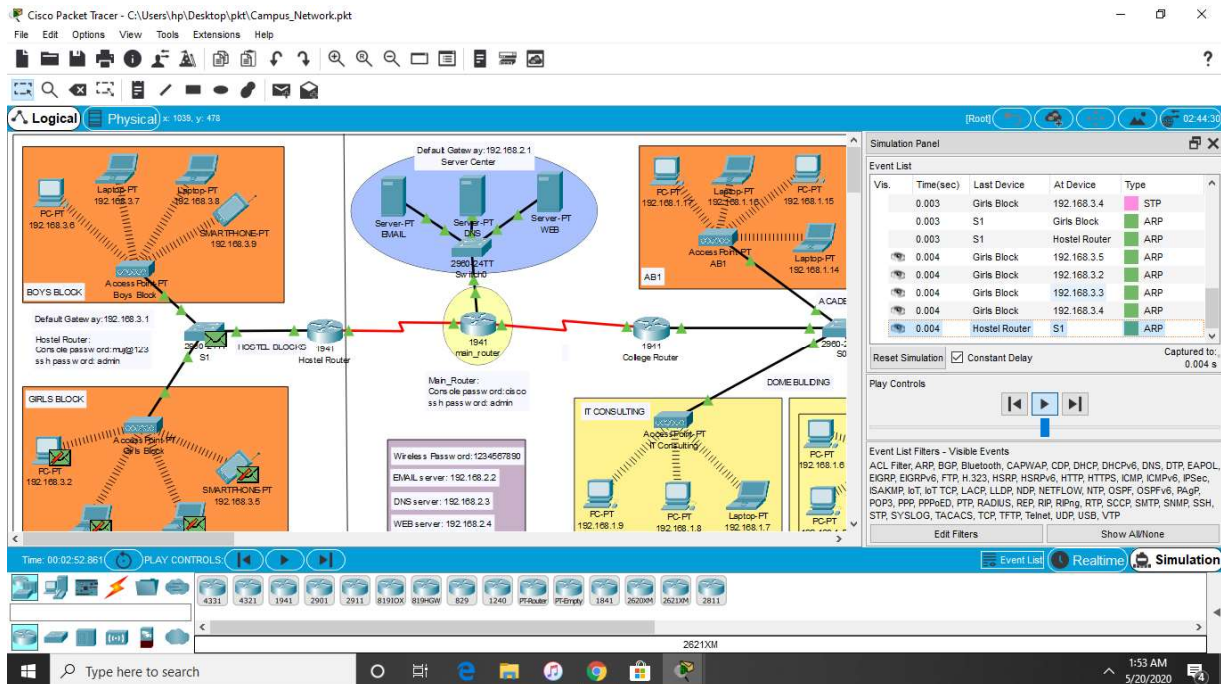 Cisco Packet Tracer - C:\Users\hp\Desktop\pkt\Campus_Network.pkt
File Edit Options View Tools Extensions Help
?
Logical Physical x: 1039, y: 478 [Root] 02:44:30
Default Gateway:192.168.2.1
Server Center
Laptop-PT
192.168.3.7
Laptop-PT
192.168.3.8
PC-PT
192.168.3.6
SMARTPHONE-PT
192.168.3.9
Access Point-PT
Boys Block
BOYS BLOCK
Server-PT
EMAIL
Server-PT
DNS
Server-PT
WEB
2960-24TT
Switch0
PC-PT
192.168.1.17
Laptop-PT
192.168.1.16
PC-PT
192.168.1.15
Access Point-PT
AB1
Laptop-PT
192.168.1.14
AB1
ACADE
Default Gateway:192.168.3.1
Hostel Router:
Console password:muj@123
ssh password: admin
S1
HOSTEL BLOCKS
1941
Hostel Router
1941
main_router
1941
College Router
2960-2
S0
Main_Router:
Console password:cisco
ssh password: admin
DOME BUILDING
GIRLS BLOCK
Access Point-PT
Girls Block
PC-PT
192.168.3.2
SMARTPHONE-PT
192.168.3.5
Wireless Password:1234567890
EMAIL server: 192.168.2.2
DNS server: 192.168.2.3
WEB server: 192.168.2.4
IT CONSULTING
Access Point-PT
IT Consulting
PC-PT
192.168.1.9
PC-PT
192.168.1.8
Laptop-PT
192.168.1.7
PC-PT
192.168.1.6
PC-PT
Simulation Panel
Event List
Vis. Time(sec) Last Device At Device Type
0.003 Girls Block 192.168.3.4 STP
0.003 S1 Girls Block ARP
0.003 S1 Hostel Router ARP
0.004 Girls Block 192.168.3.5 ARP
0.004 Girls Block 192.168.3.2 ARP
0.004 Girls Block 192.168.3.3 ARP
0.004 Girls Block 192.168.3.4 ARP
0.004 Hostel Router S1 ARP
Reset Simulation Constant Delay Captured to:
0.004 s
Play Controls
Event List Filters - Visible Events
ACL Filter, ARP, BGP, Bluetooth, CAPWAP, CDP, DHCP, DHCPv6, DNS, DTP, EAPOL,
EIGRP, EIGRPv6, FTP, H.323, HSRP, HSRPv6, HTTP, HTTPS, ICMP, ICMPv6, IPSec,
ISAKMP, IoT, IoT TCP, LACP, LLDP, NDP, NETFLOW, NTP, OSPF, OSPFv6, PAgP,
POP3, PPP, PPPoED, PTP, RADIUS, REP, RIP, RIPng, RTP, SCCP, SMTP, SNMP, SSH,
STP, SYSLOG, TACACS, TCP, TFTP, Telnet, UDP, USB, VTP
Edit Filters Show All/None
Time: 00:02:52.861 PLAY CONTROLS: Event List Realtime Simulation
4331 4321 1941 2901 2911 819IOX 819HGW 829 1240 PT-Router PT-Empty 1841 2620XM 2621XM 2811
2621XM
Type here to search
1:53 AM
5/20/2020
4